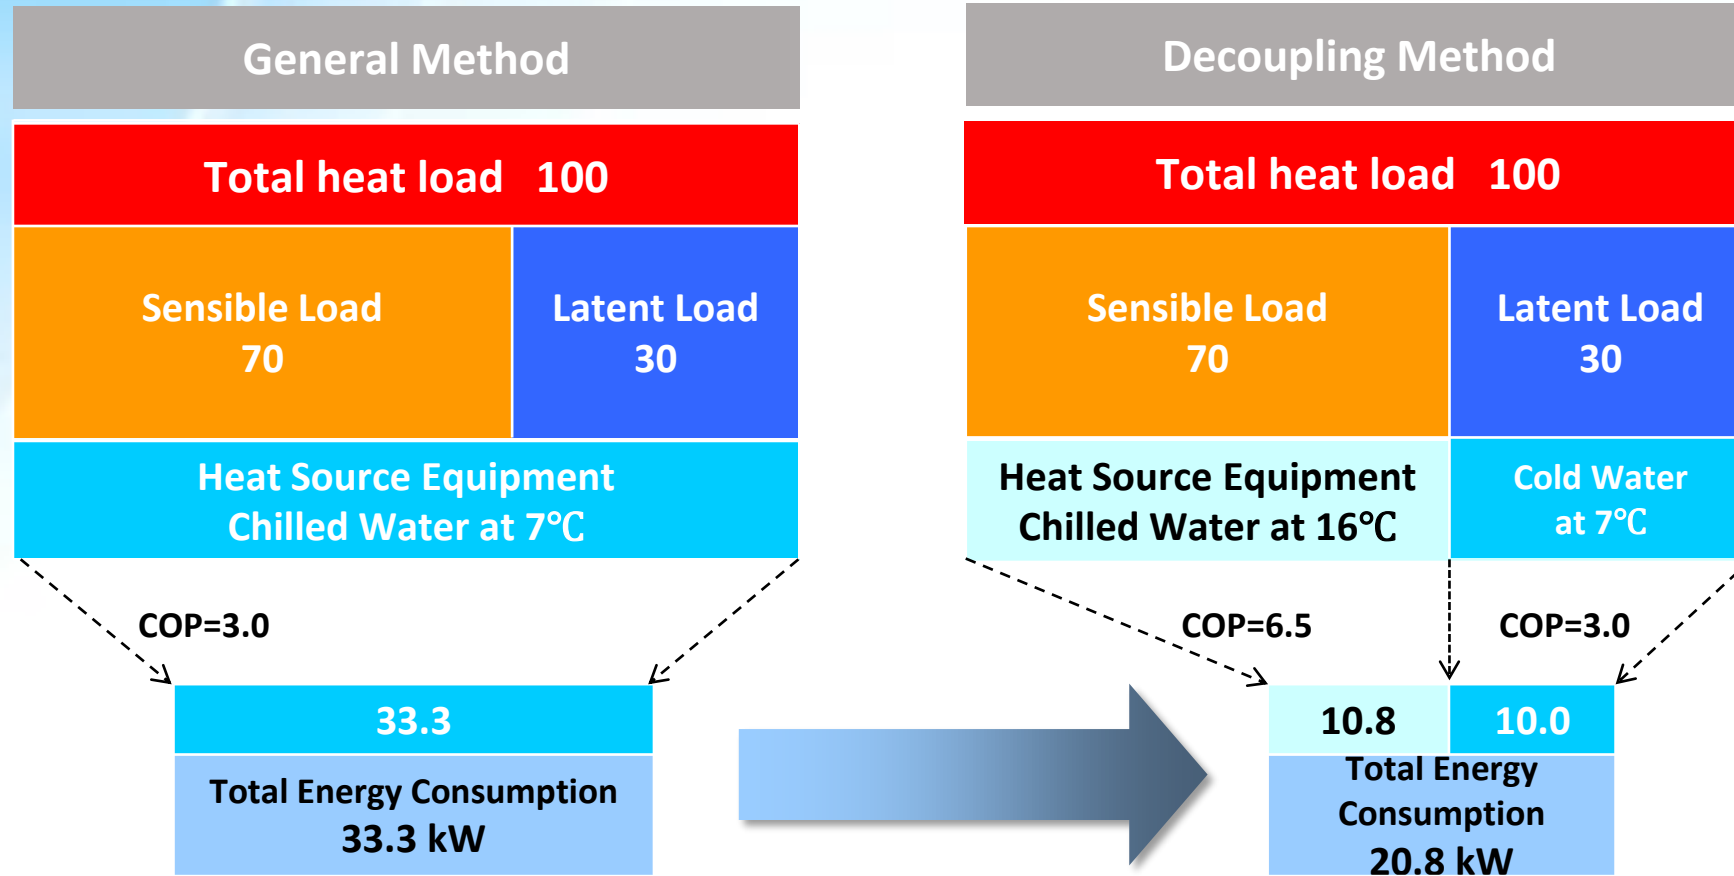 General Method
Total heat load 100
Sensible Load
70
Latent Load
30
Heat Source Equipment
Chilled Water at 7℃
COP=3.0
33.3
Total Energy Consumption
33.3 kW
Decoupling Method
Total heat load 100
Sensible Load
70
Latent Load
30
Heat Source Equipment
Chilled Water at 16℃
Cold Water
at 7℃
COP=6.5
COP=3.0
10.8
10.0
Total Energy
Consumption
20.8 kW